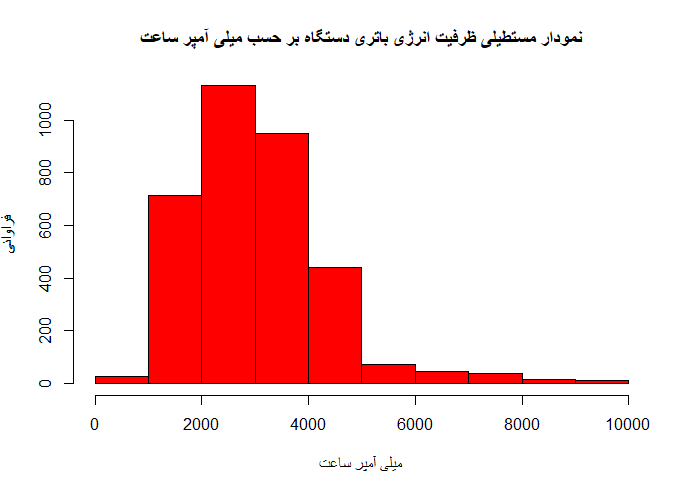 نمودار مستطیلی ظرفیت انرژی باتری دستگاه بر حسب میلی آمپر ساعت
فراوانی
1000
800
600
400
200
0
0 2000 4000 6000 8000 10000
میلی آمپر ساعت